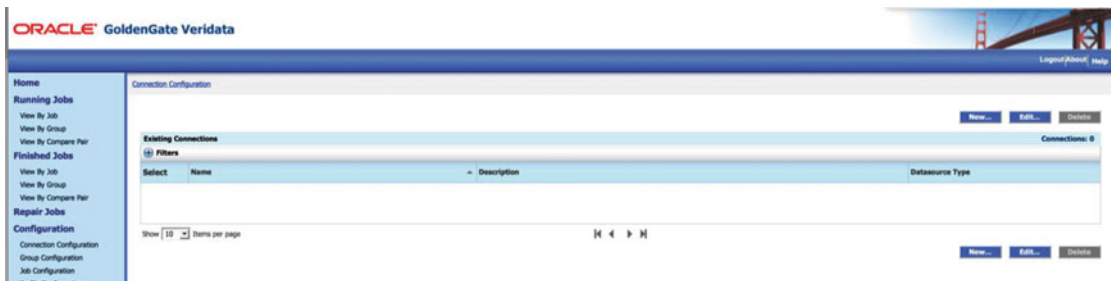 ORACLE GoldenGate Veridata
Logout About Help
Home
Running Jobs
View By Job
View By Group
View By Compare Pair
Finished Jobs
View By Job
View By Group
View By Compare Pair
Repair Jobs
Configuration
Connection Configuration
Group Configuration
Job Configuration
Connection Configuration
New... Edit... Delete
Existing Connections Connections: 0
Filters
Select Name Description Datasource Type
Show 10 Items per page
New... Edit... Delete